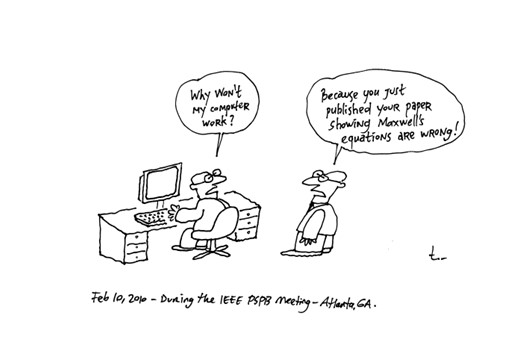 Why Won't
my computer
work?
Because you just
published your paper
showing Maxwell's
equations are wrong!
t...
Feb 10, 2010 - During the IEEE PSPB Meeting - Atlanta, GA.